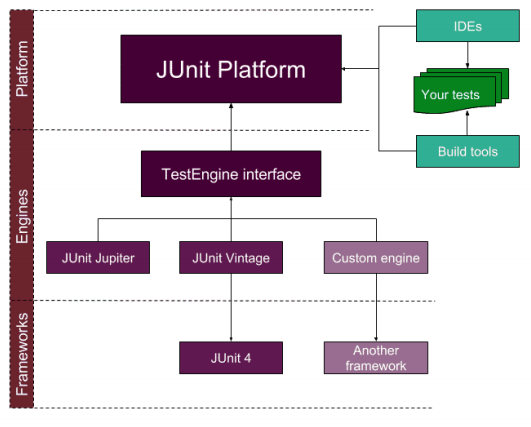 Platform
JUnit Platform
IDEs
Your tests
Build tools
Engines
TestEngine interface
JUnit Jupiter
JUnit Vintage
Custom engine
Frameworks
JUnit 4
Another
framework